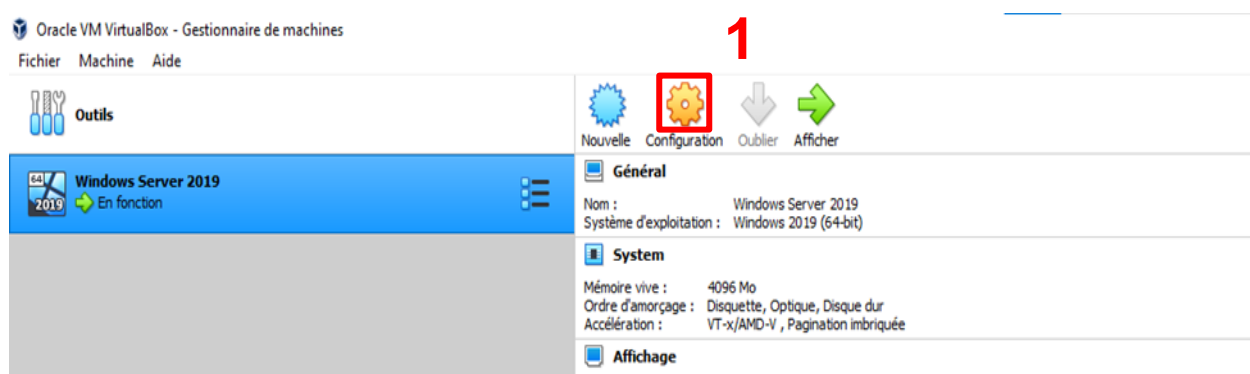 Oracle VM VirtualBox - Gestionnaire de machines
1
Fichier Machine Aide
Outils
Nouvelle Configuration Oublier Afficher
64
2019
Windows Server 2019
En fonction
Général
Nom : Windows Server 2019
Système d'exploitation : Windows 2019 (64-bit)
System
Mémoire vive : 4096 Mo
Ordre d'amorçage : Disquette, Optique, Disque dur
Accélération : VT-x/AMD-V , Pagination imbriquée
Affichage